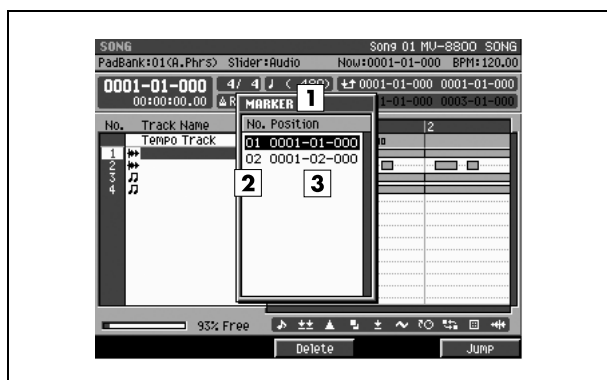 SONG Song 01 MV-8800 SONG
PadBank:01(A.Phrs) Slider:Audio Now:0001-01-000 BPM:120.00
0001-01-000 4/ 4 ( 480) 0001-01-000 0001-01-000
00:00:00.00 R 1-01-000 0003-01-000
MARKER 1
No. Track Name No. Position 2
Tempo Track 01 0001-01-000
1 02 0001-02-000
2
3
4
2 3
93% Free
Delete Jump